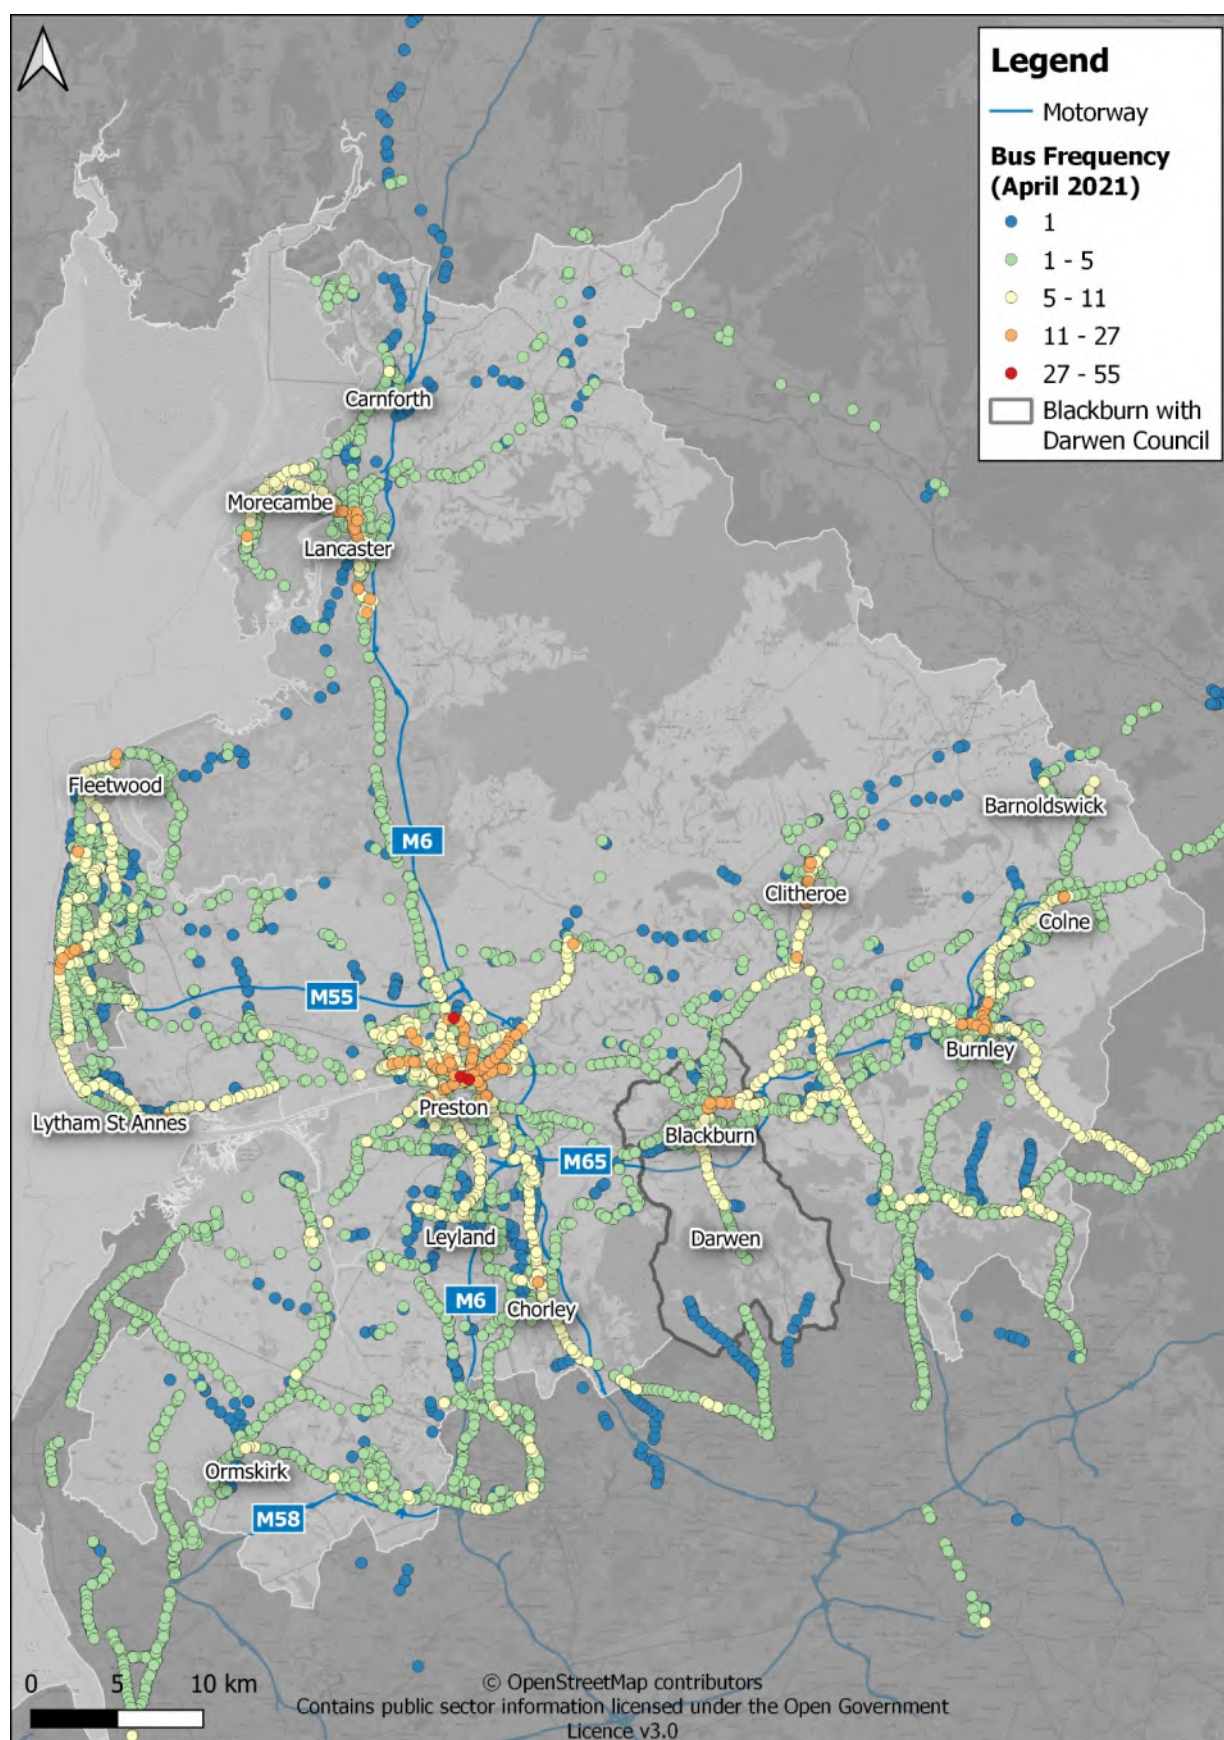 Legend
Motorway
Bus Frequency
(April 2021)
1
1 - 5
5 - 11
11 - 27
27 - 55
Blackburn with
Darwen Council
Carnforth
Morecambe
Lancaster
Fleetwood
Barnoldswick
M6
Clitheroe
Colne
M55
Burnley
Preston
Lytham St Annes
Blackburn
M65
Leyland
Darwen
M6
Chorley
Ormskirk
M58
0 5 10 km
© OpenStreetMap contributors
Contains public sector information licensed under the Open Government
Licence v3.0